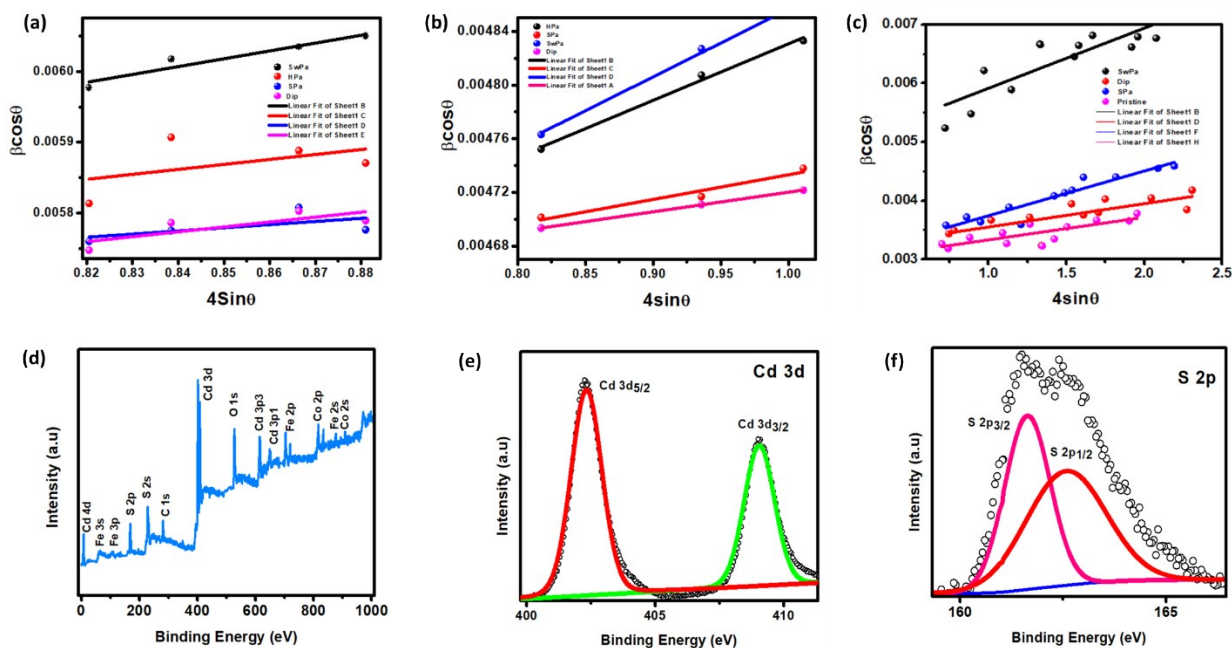 (a)
βcosθ
0.0060
0.0059
0.0058
SwPa
HPa
SPa
Dip
Linear Fit of Sheet1 B
Linear Fit of Sheet1 C
Linear Fit of Sheet1 D
Linear Fit of Sheet1 E
0.82 0.83 0.84 0.85 0.86 0.87 0.88
4Sinθ
(b)
βcosθ
0.00484
0.00480
0.00476
0.00472
0.00468
HPa
SPa
SwPa
Dip
Linear Fit of Sheet1 B
Linear Fit of Sheet1 C
Linear Fit of Sheet1 D
Linear Fit of Sheet1 A
0.80 0.85 0.90 0.95 1.00
4sinθ
(c)
βcosθ
0.007
0.006
0.005
0.004
0.003
SwPa
Dip
SPa
Pristine
Linear Fit of Sheet1 B
Linear Fit of Sheet1 D
Linear Fit of Sheet1 F
Linear Fit of Sheet1 H
1.0 1.5 2.0 2.5
4sinθ
(d)
Intensity (a.u)
Cd 4d
Fe 3s
Fe 3p
S 2p
S 2s
C 1s
Cd 3d
O 1s
Cd 3p3
Cd 3p1
Fe 2p
Co 2p
Fe 2s
Co 2s
0 200 400 600 800 1000
Binding Energy (eV)
(e)
Cd 3d
Intensity (a.u)
Cd 3d5/2
Cd 3d3/2
400 405 410
Binding Energy (eV)
(f)
S 2p
Intensity (a.u)
S 2p3/2
S 2p1/2
160 165
Binding Energy (eV)